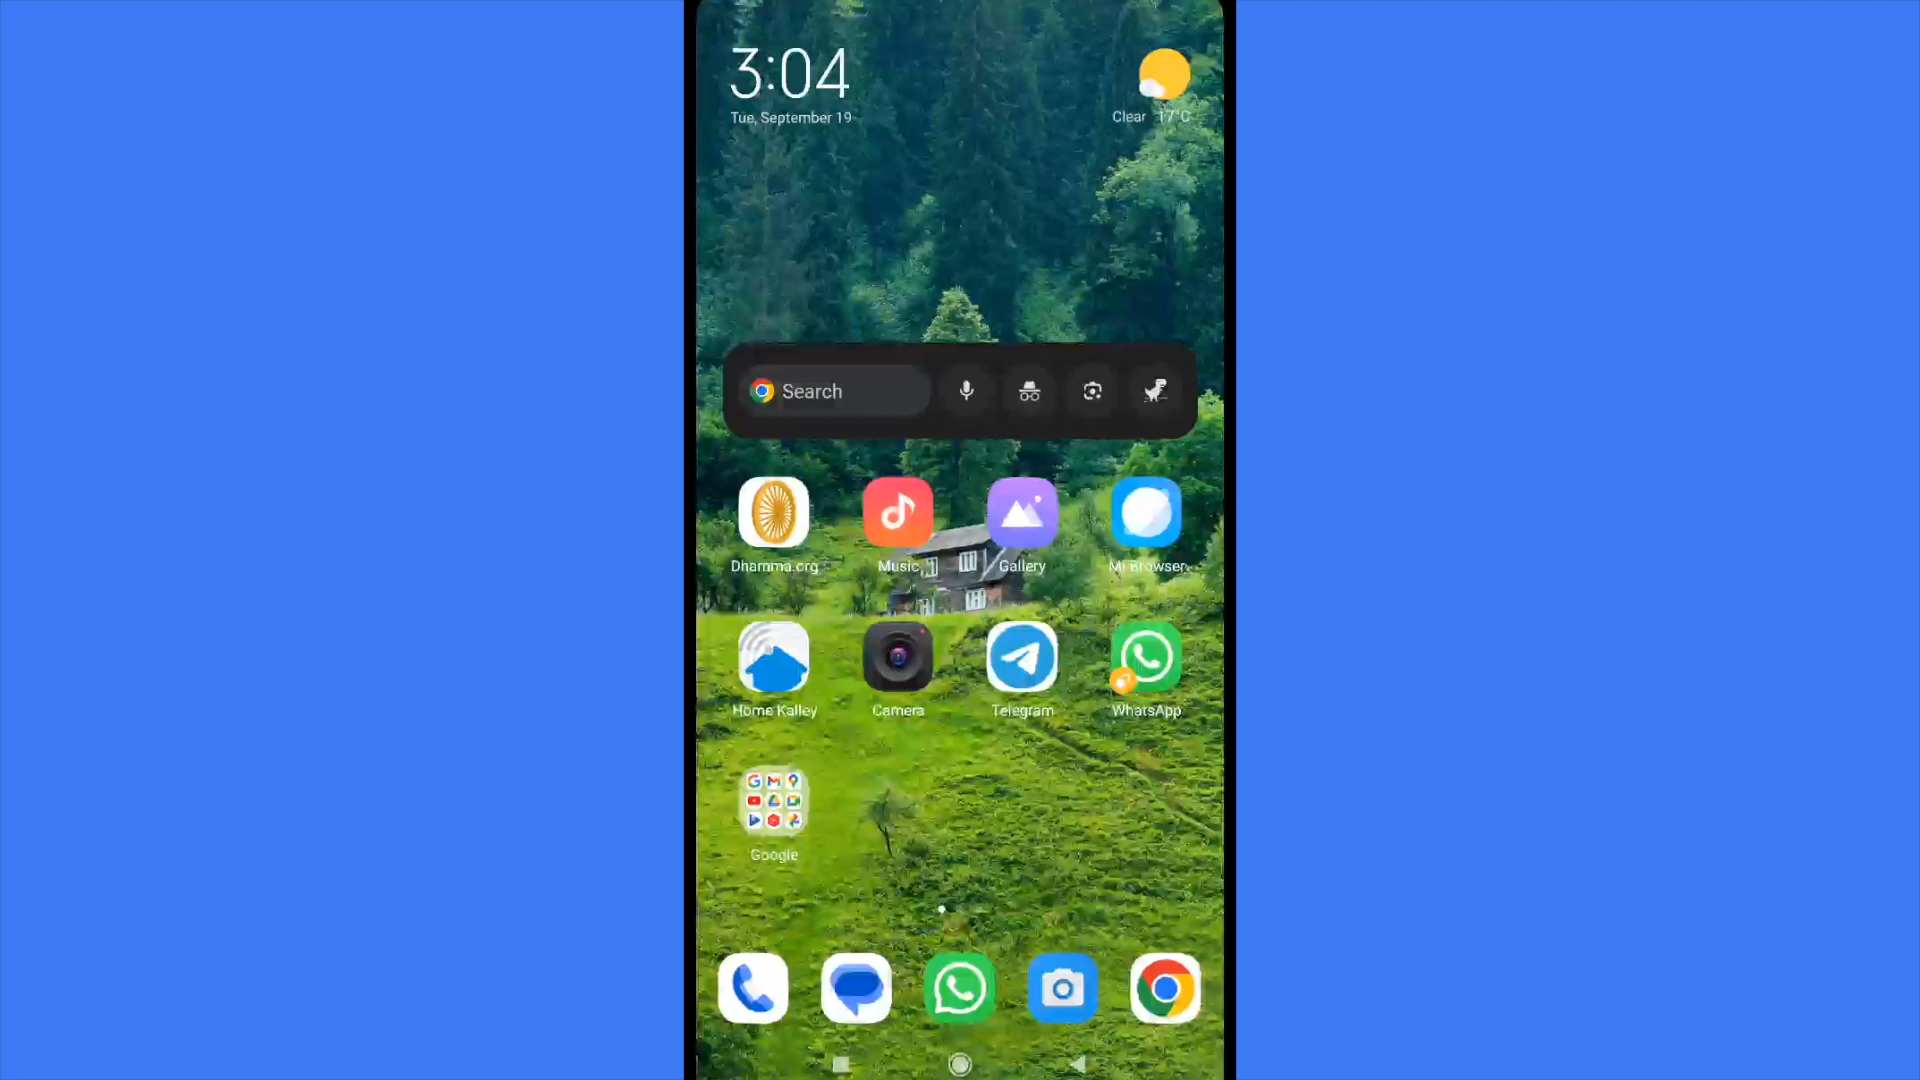 3:04
Tue, September 19
Clear 17°C
Search
Dhamma.org
Music
Gallery
Mi Browser
Home Kalley
Camera
Telegram
WhatsApp
Google